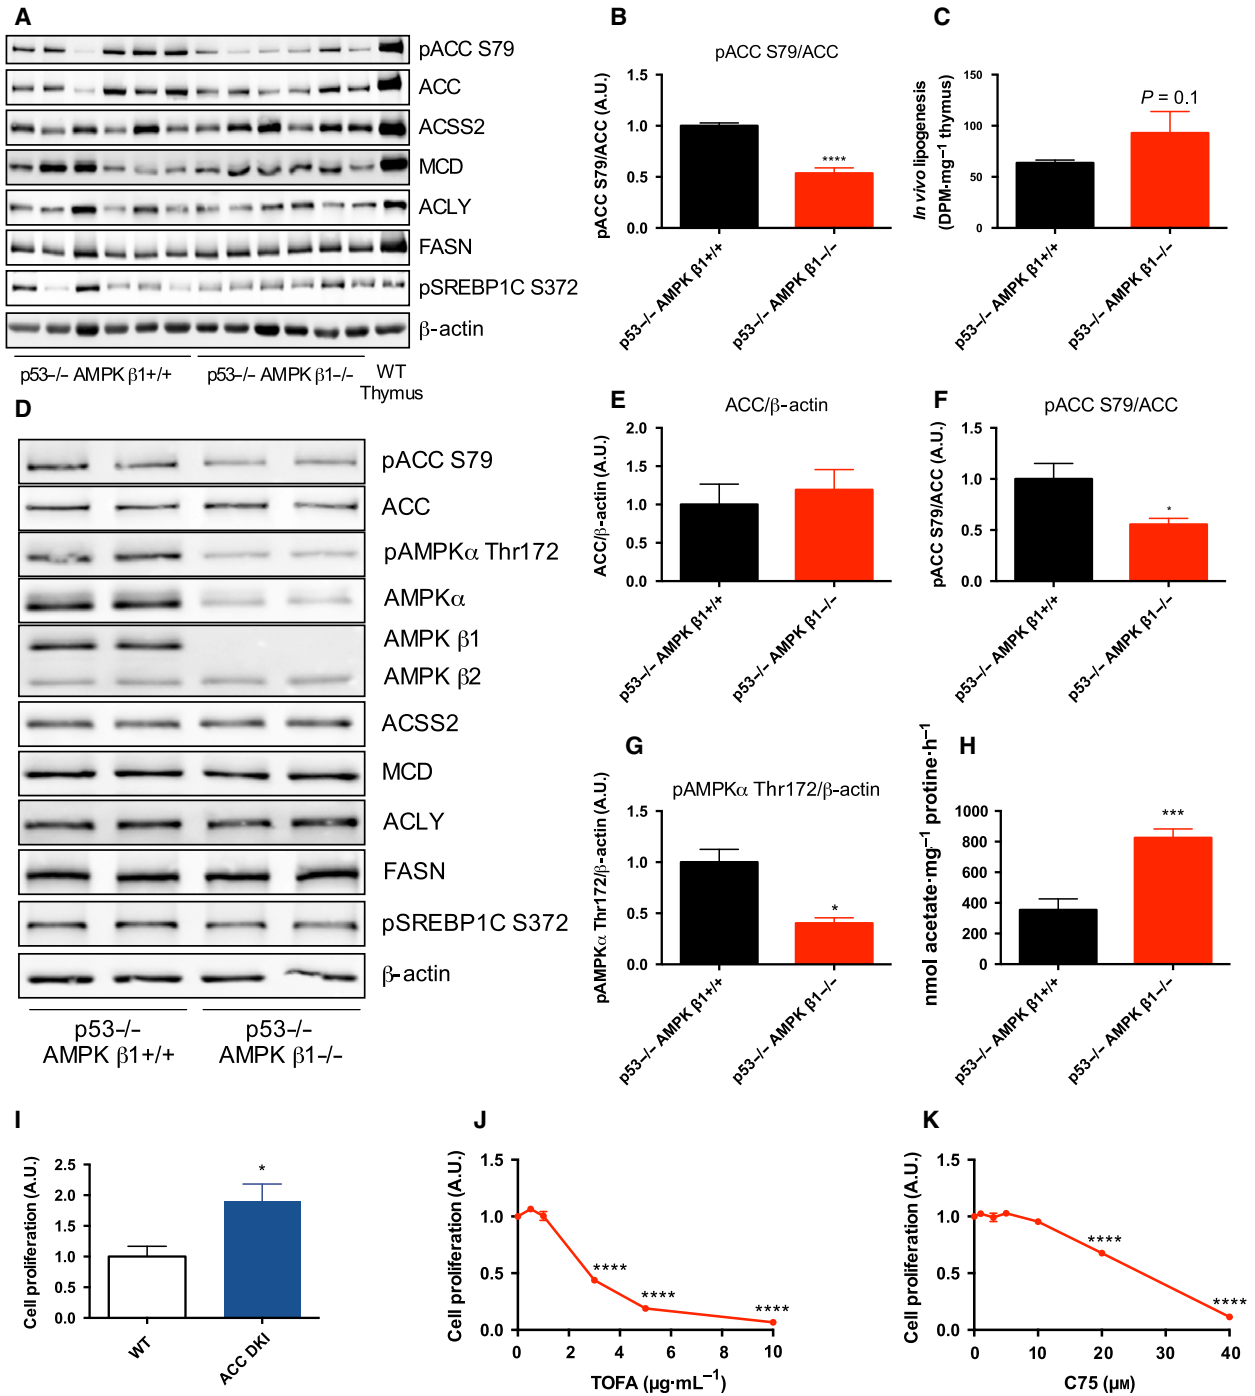 A
pACC S79
ACC
ACSS2
MCD
ACLY
FASN
pSREBP1C S372
β-actin
p53-/- AMPK β1+/+
p53-/- AMPK β1-/-
WT
Thymus
B
pACC S79/ACC
pACC S79/ACC (A.U.)
1.5
1.0
0.5
0.0
****
p53-/- AMPK β1+/+
p53-/- AMPK β1-/-
C
In vivo lipogenesis
(DPM·mg⁻¹ thymus)
150
100
50
0
P = 0.1
p53-/- AMPK β1+/+
p53-/- AMPK β1-/-
D
pACC S79
ACC
pAMPKα Thr172
AMPKα
AMPK β1
AMPK β2
ACSS2
MCD
ACLY
FASN
pSREBP1C S372
β-actin
p53-/-
AMPK β1+/+
p53-/-
AMPK β1-/-
E
ACC/β-actin
ACC/β-actin (A.U.)
2.0
1.5
1.0
0.5
0.0
p53-/- AMPK β1+/+
p53-/- AMPK β1-/-
F
pACC S79/ACC
pACC S79/ACC (A.U.)
1.5
1.0
0.5
0.0
*
p53-/- AMPK β1+/+
p53-/- AMPK β1-/-
G
pAMPKα Thr172/β-actin
pAMPKα Thr172/β-actin (A.U.)
1.5
1.0
0.5
0.0
*
p53-/- AMPK β1+/+
p53-/- AMPK β1-/-
H
nmol acetate·mg⁻¹ protine·h⁻¹
1000
800
600
400
200
0
***
p53-/- AMPK β1+/+
p53-/- AMPK β1-/-
I
Cell proliferation (A.U.)
2.5
2.0
1.5
1.0
0.5
0.0
*
WT
ACC DKI
J
Cell proliferation (A.U.)
1.5
1.0
0.5
0.0
****
****
****
0 2 4 6 8 10
TOFA (µg·mL⁻¹)
K
Cell proliferation (A.U.)
1.5
1.0
0.5
0.0
****
****
0 10 20 30 40
C75 (µM)